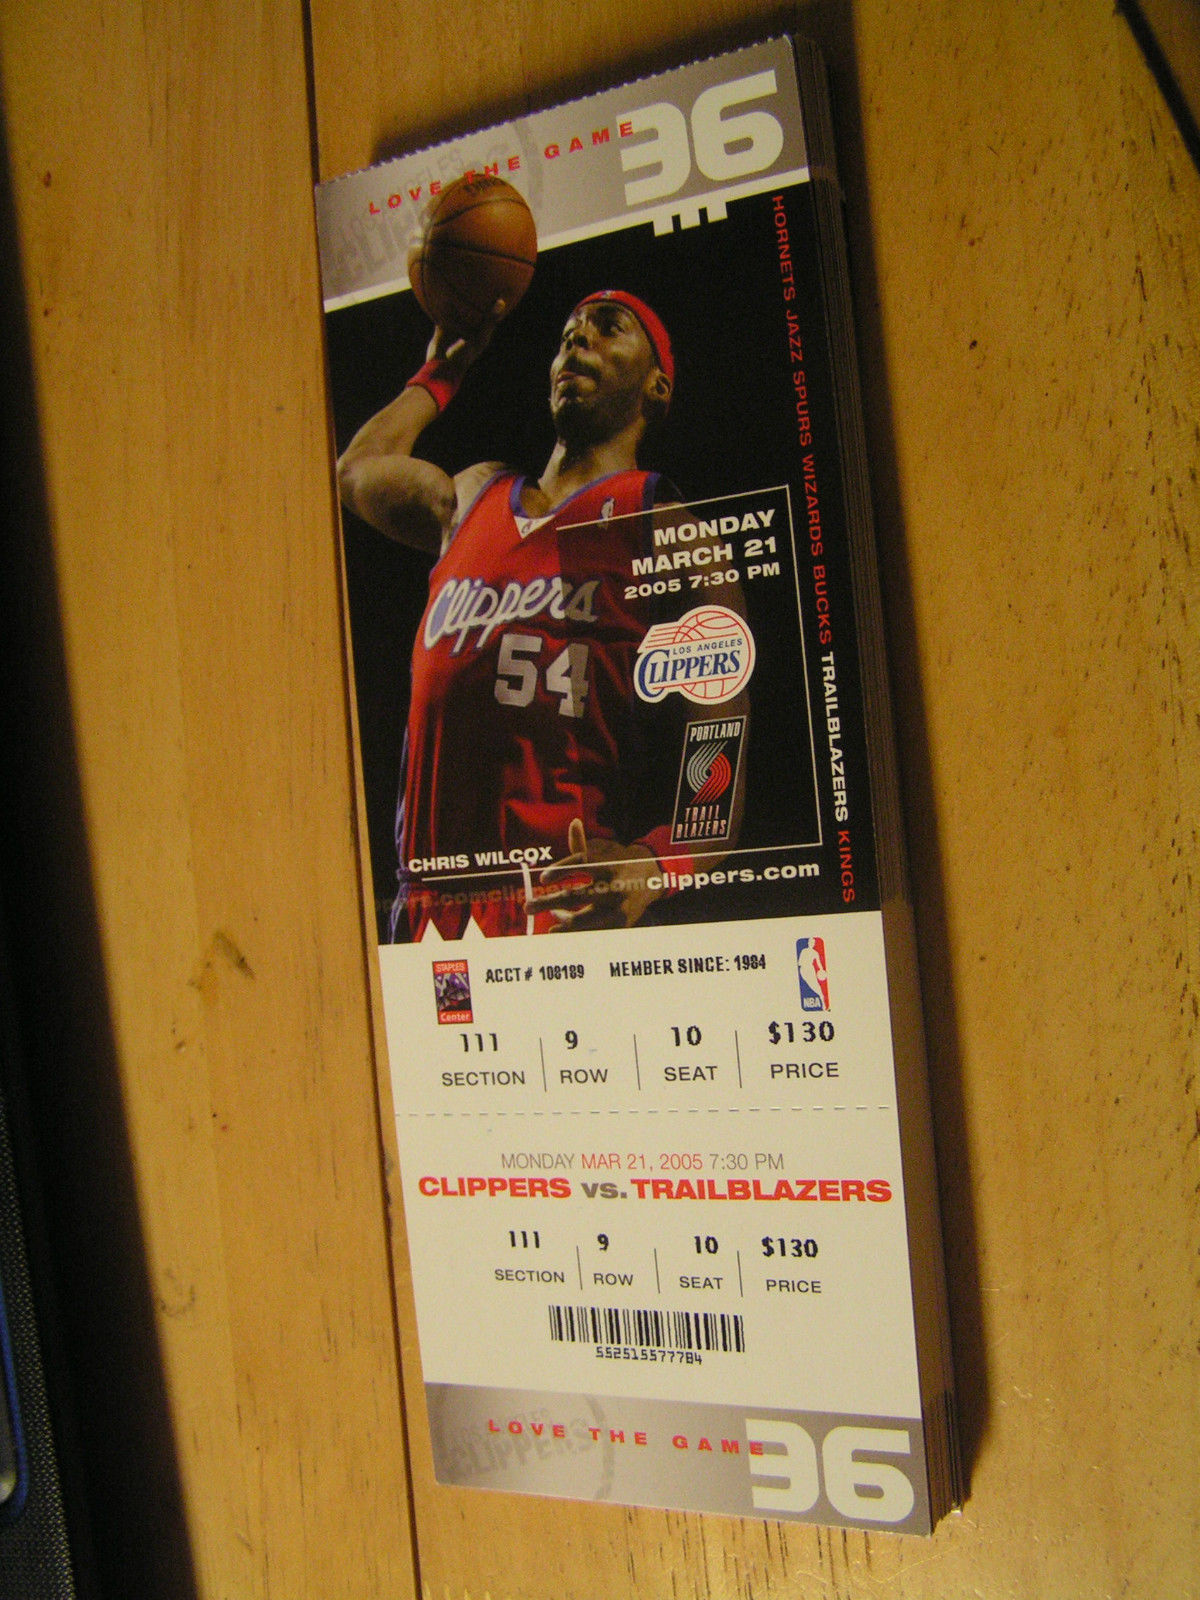 LOVE THE GAME 36
HORNETS JAZZ SPURS WIZARDS BUCKS TRAILBLAZERS KINGS
MONDAY
MARCH 21
2005 7:30 PM
Clippers
54
LOS ANGELES
CLIPPERS
PORTLAND
TRAIL
BLAZERS
CHRIS WILCOX
clippers.com
STAPLES
Center
ACCT # 108189 MEMBER SINCE: 1984
NBA
111 9 10 $130
SECTION ROW SEAT PRICE
MONDAY MAR 21, 2005 7:30 PM
CLIPPERS vs. TRAILBLAZERS
111 9 10 $130
SECTION ROW SEAT PRICE
552515577784
LOVE THE GAME 36
CLIPPERS